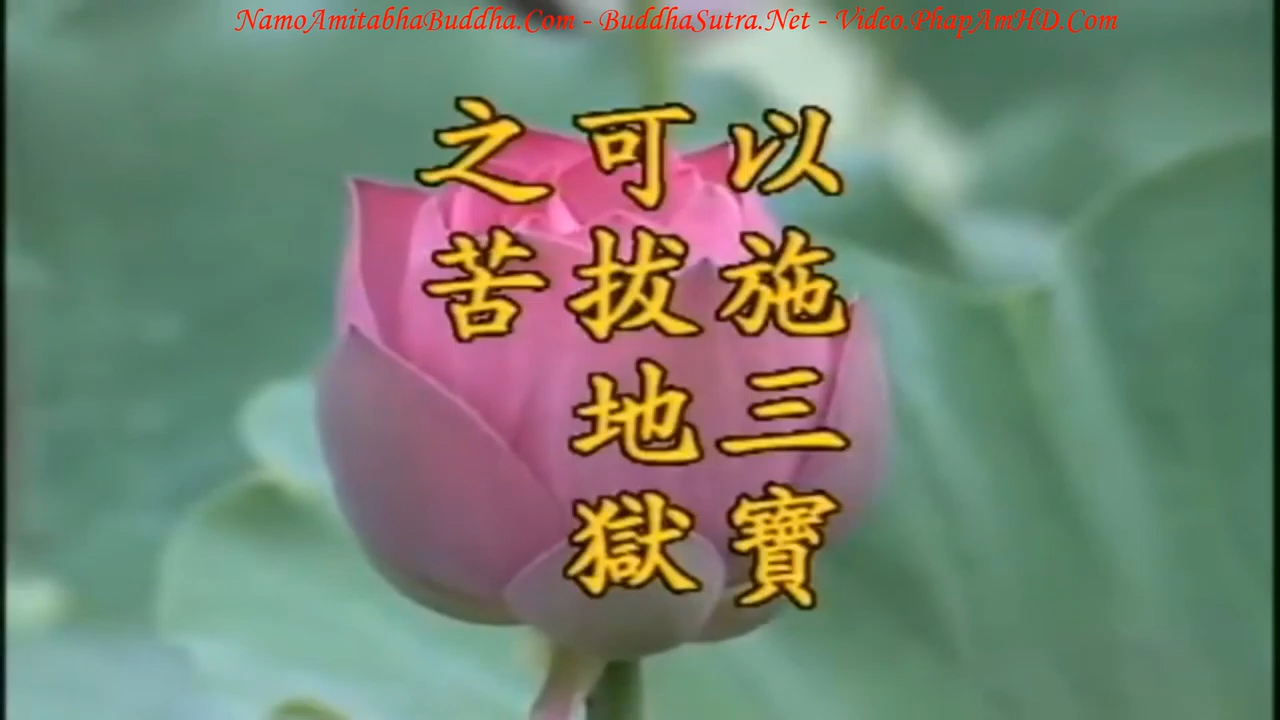 NamoAmitabhaBuddha.Com - BuddhaSutra.Net - Video.PhapAmHD.Com
以施三寶
可拔地獄
之苦